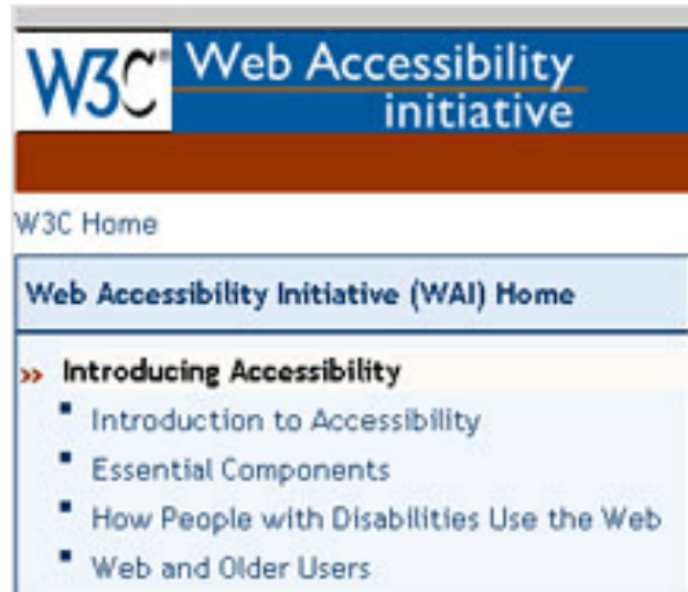 W3C®
Web Accessibility
initiative
W3C Home
Web Accessibility Initiative (WAI) Home
» Introducing Accessibility
▪ Introduction to Accessibility
▪ Essential Components
▪ How People with Disabilities Use the Web
▪ Web and Older Users